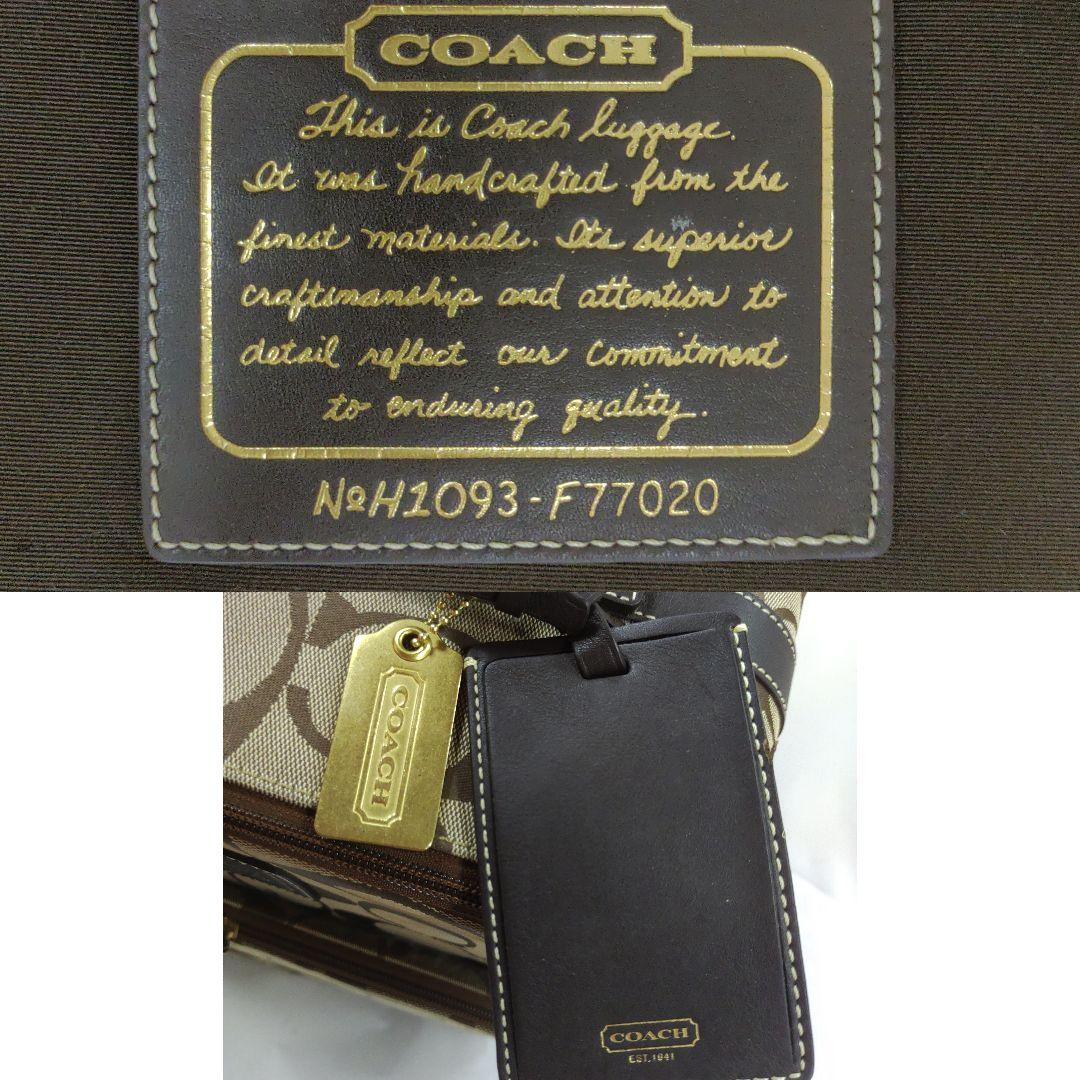 COACH
This is Coach luggage.
It was handcrafted from the
finest materials. Its superior
craftsmanship and attention to
detail reflect our commitment
to enduring quality.
NoH1093-F77020
COACH
COACH
EST. 1941